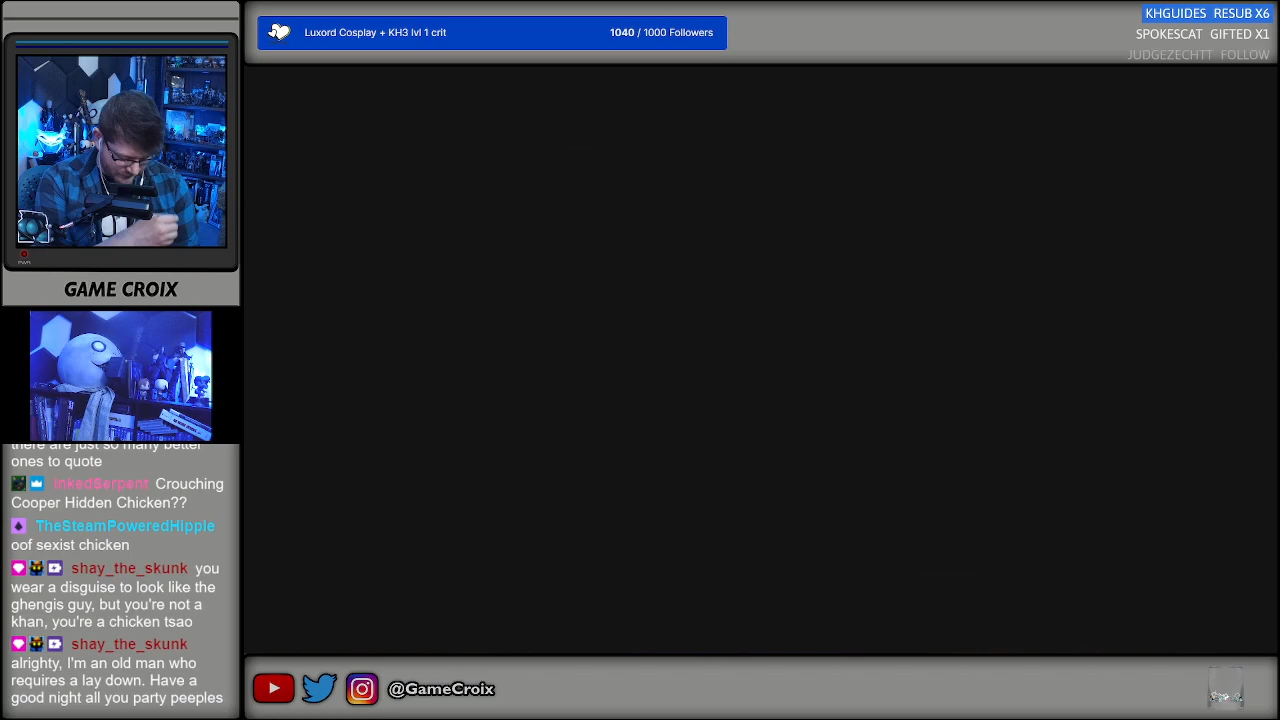 Luxord Cosplay + KH3 lvl 1 crit
1040 / 1000 Followers
KHGUIDES RESUB X6
SPOKESCAT GIFTED X1
JUDGEZECHTT FOLLOW
PWR
GAME CROIX
there are just so many better
ones to quote
InkedSerpent Crouching
Cooper Hidden Chicken??
TheSteamPoweredHippie
oof sexist chicken
shay_the_skunk you
wear a disguise to look like the
ghengis guy, but you're not a
khan, you're a chicken tsao
shay_the_skunk
alrighty, I'm an old man who
requires a lay down. Have a
good night all you party peeples
@GameCroix